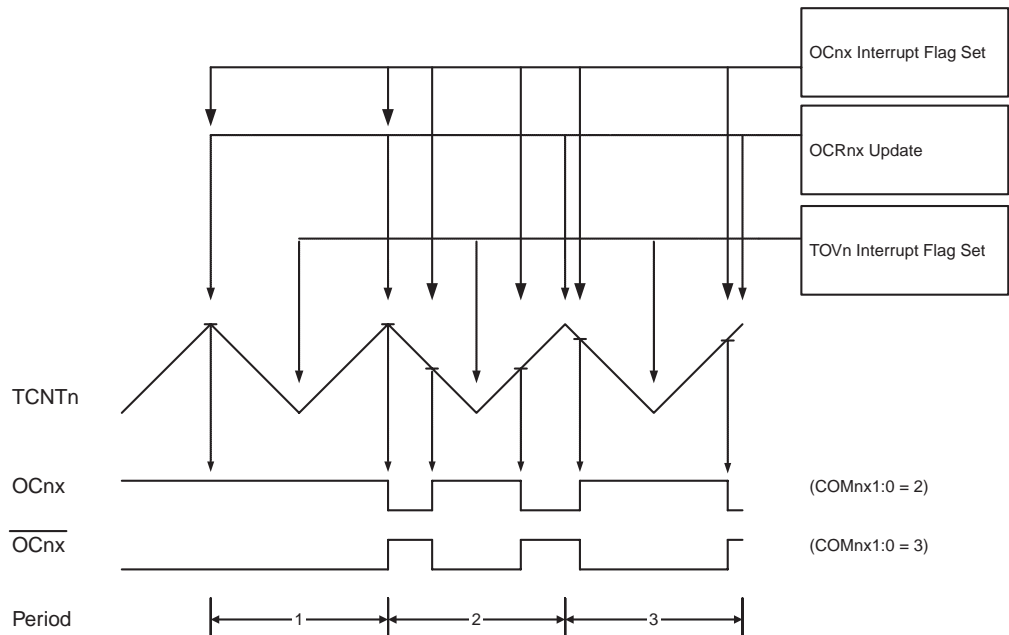 OCnx Interrupt Flag Set
OCRnx Update
TOVn Interrupt Flag Set
TCNTn
OCnx
(COMnx1:0 = 2)
OCnx
(COMnx1:0 = 3)
Period
1
2
3